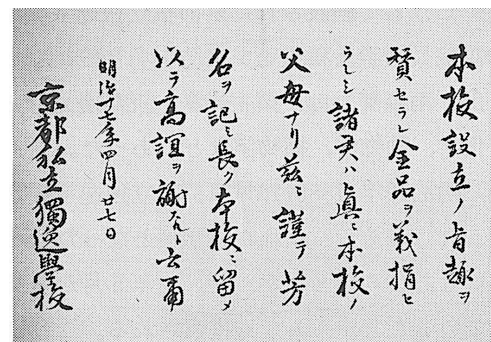 本校設立ノ旨趣ヲ
賛セラレ金品ヲ義捐セ
ラレシ諸君ハ眞ニ本校ノ
父母ナリ茲ニ謹テ芳
名ヲ記シ長ク本校ニ留メ
以テ高誼ヲ謝スト云爾
明治十七年四月廿七日
京都私立獨逸學校